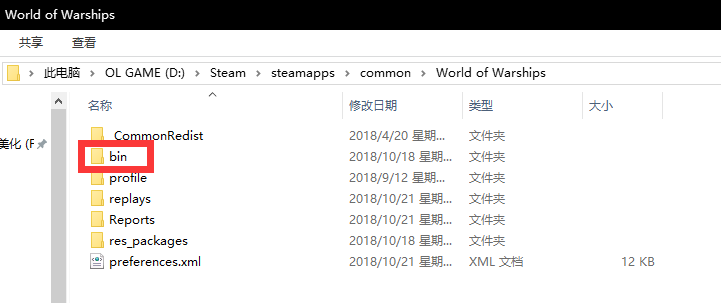 World of Warships
共享 查看
此电脑 > OL GAME (D:) > Steam > steamapps > common > World of Warships
名称 修改日期 类型 大小
_CommonRedist 2018/4/20 星期... 文件夹
美化 (F
bin 2018/10/18 星期... 文件夹
profile 2018/9/12 星期... 文件夹
replays 2018/10/21 星期... 文件夹
Reports 2018/10/21 星期... 文件夹
res_packages 2018/10/18 星期... 文件夹
preferences.xml 2018/10/21 星期... XML 文档 12 KB